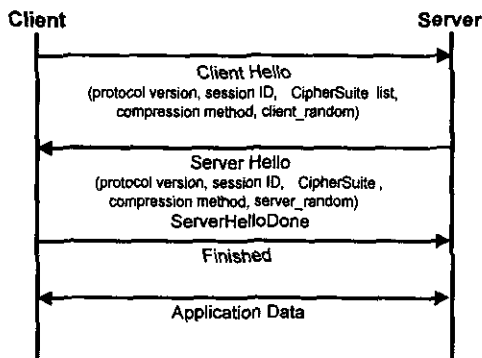 Client Server
Client Hello
(protocol version, session ID, CipherSuite list,
compression method, client_random)
Server Hello
(protocol version, session ID, CipherSuite ,
compression method, server_random)
ServerHelloDone
Finished
Application Data